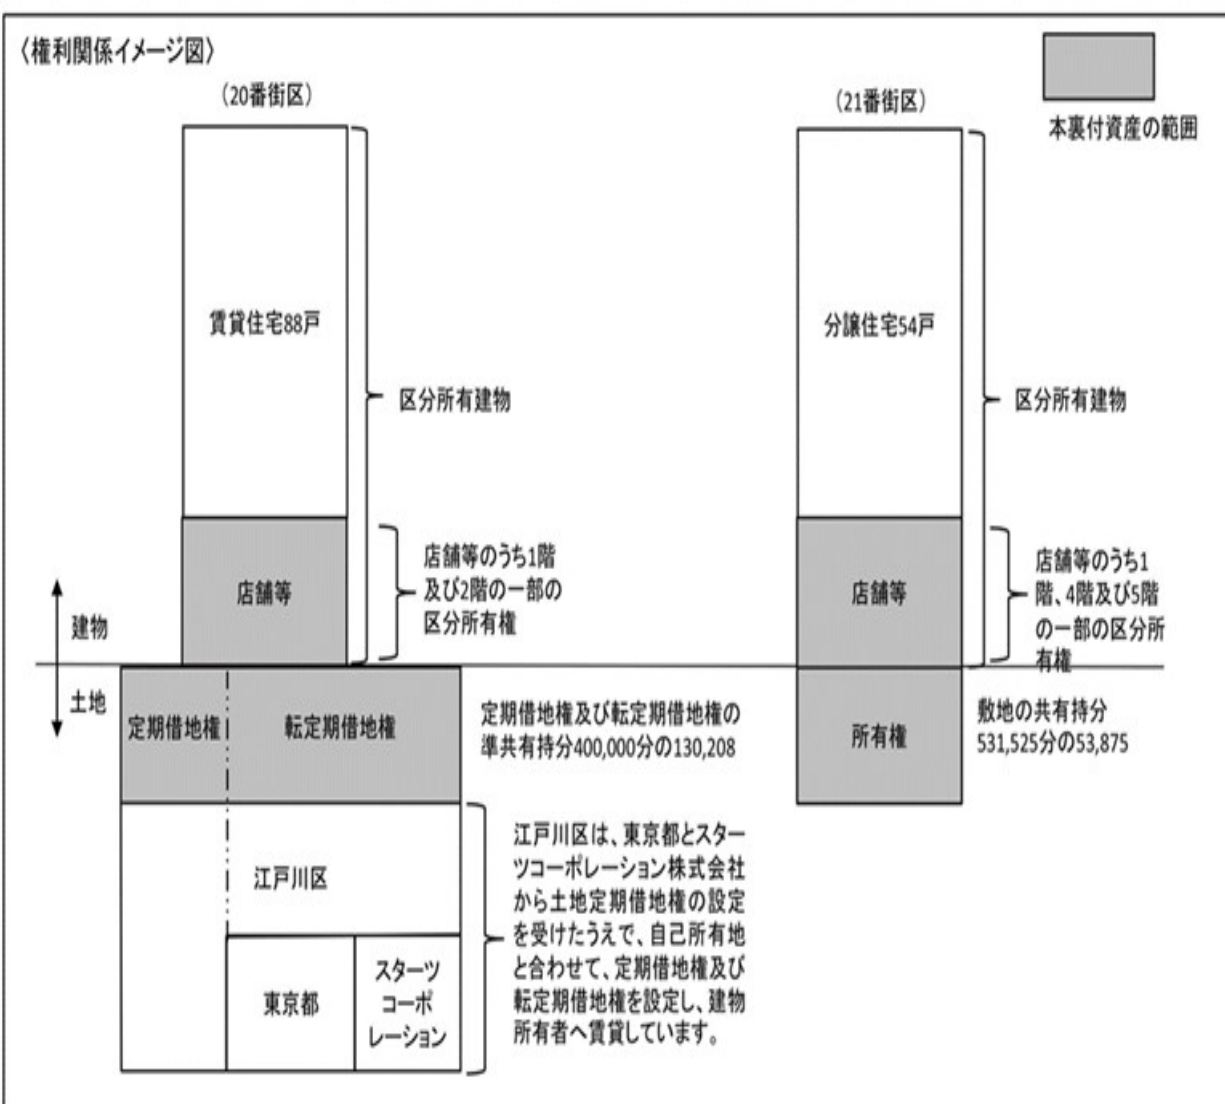 〈権利関係イメージ図〉
（20番街区）
（21番街区）
本裏付資産の範囲
賃貸住宅88戸
区分所有建物
分譲住宅54戸
区分所有建物
店舗等
店舗等のうち1階
及び2階の一部の
区分所有権
店舗等
店舗等のうち1
階、4階及び5階
の一部の区分所
有権
建物
土地
定期借地権
転定期借地権
定期借地権及び転定期借地権の
準共有持分400,000分の130,208
所有権
敷地の共有持分
531,525分の53,875
江戸川区
東京都
スターツ
コーポ
レーション
江戸川区は、東京都とスター
ツコーポレーション株式会社
から土地定期借地権の設定
を受けたうえで、自己所有地
と合わせて、定期借地権及び
転定期借地権を設定し、建物
所有者へ賃貸しています。